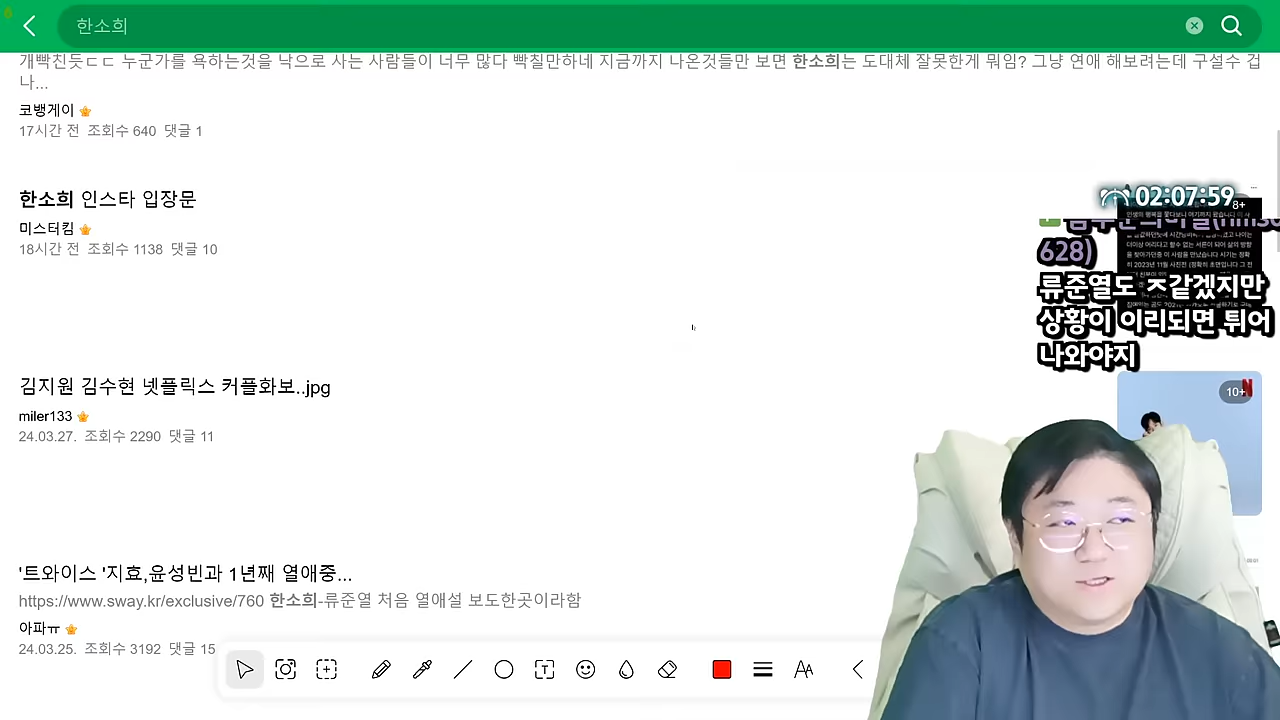 한소희
개빡친듯ㄷㄷ 누군가를 욕하는것을 낙으로 사는 사람들이 너무 많다 빡칠만하네 지금까지 나온것들만 보면 한소희는 도대체 잘못한게 뭐임? 그냥 연애 해보려는데 구설수 겁
나...
코뱅게이
17시간 전 조회수 640 댓글 1
한소희 인스타 입장문
미스터킴
18시간 전 조회수 1138 댓글 10
02:07:59
8+
628)
류준열도 ㅈ같겠지만
상황이 이리되면 튀어
나와야지
김지원 김수현 넷플릭스 커플화보..jpg
miler133
24.03.27. 조회수 2290 댓글 11
10+
'트와이스 '지효,윤성빈과 1년째 열애중...
https://www.sway.kr/exclusive/760 한소희-류준열 처음 열애설 보도한곳이라함
아파ㅠ
24.03.25. 조회수 3192 댓글 15